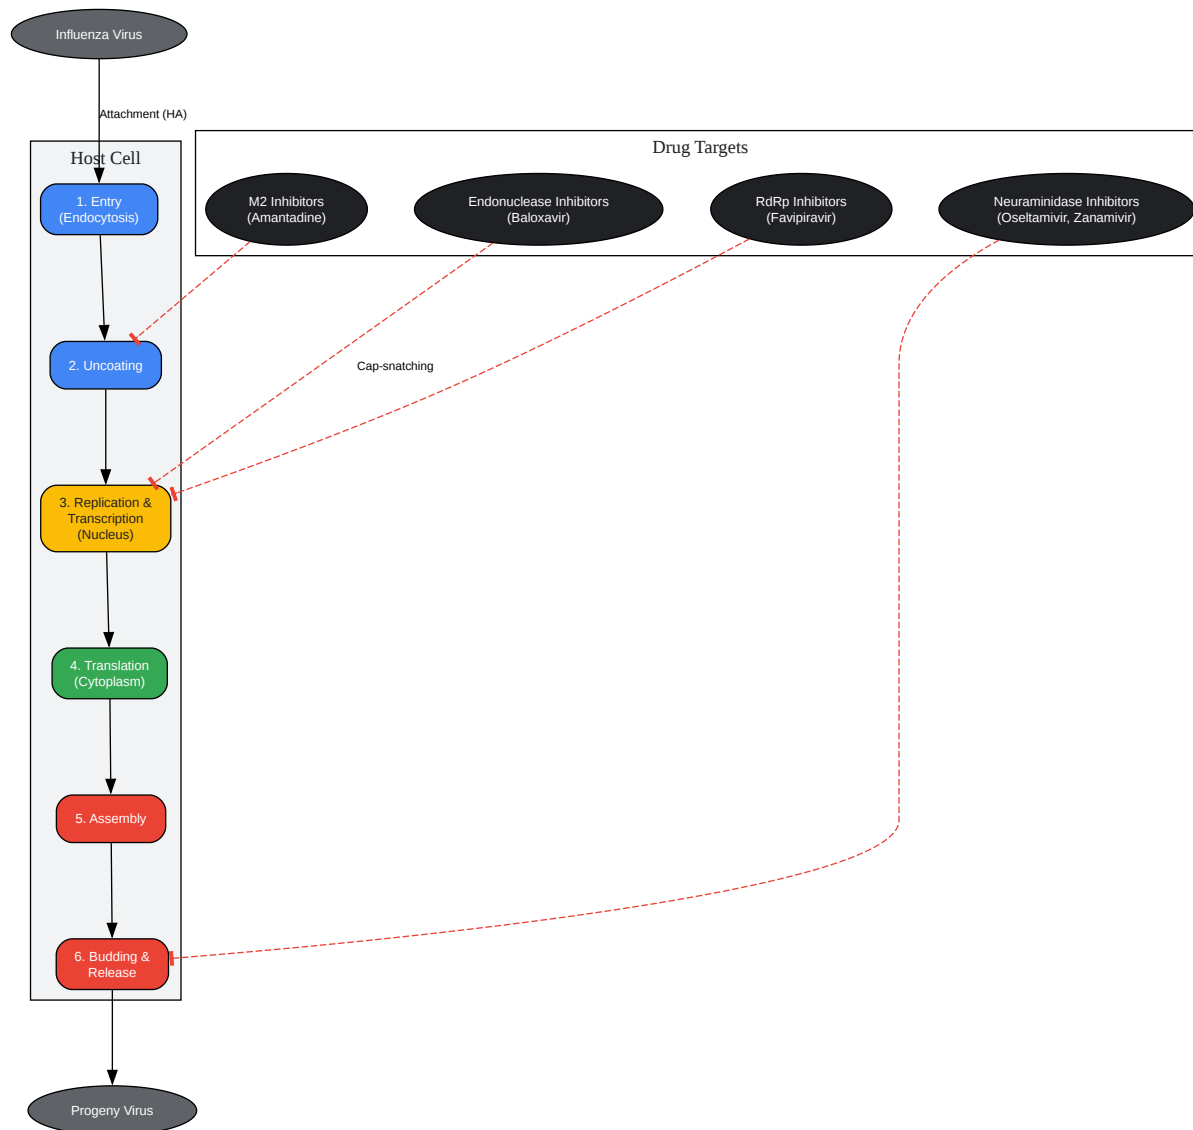 Influenza Virus
Attachment (HA)
Host Cell
Drug Targets
1. Entry
(Endocytosis)
M2 Inhibitors
(Amantadine)
Endonuclease Inhibitors
(Baloxavir)
RdRp Inhibitors
(Favipiravir)
Neuraminidase Inhibitors
(Oseltamivir, Zanamivir)
2. Uncoating
Cap-snatching
3. Replication &
Transcription
(Nucleus)
4. Translation
(Cytoplasm)
5. Assembly
6. Budding &
Release
Progeny Virus